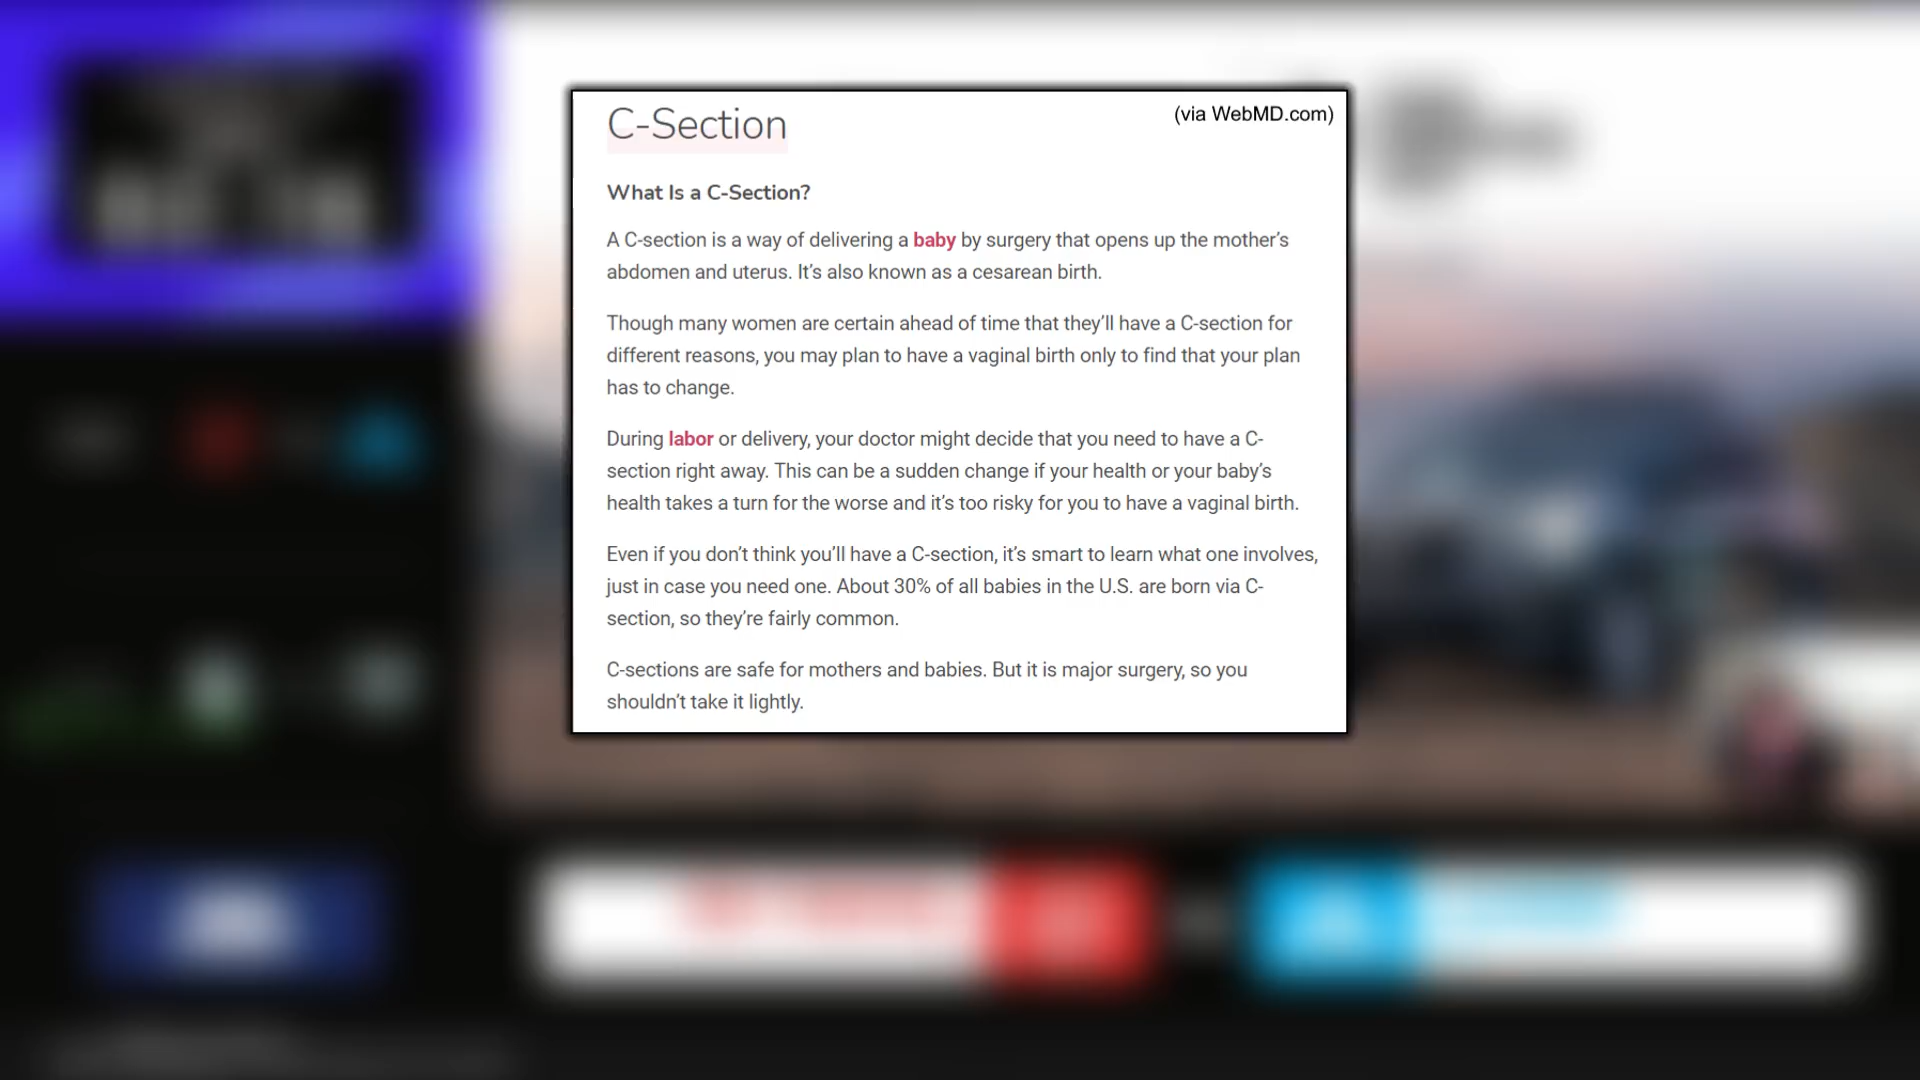 C-Section
(via WebMD.com)
What Is a C-Section?
A C-section is a way of delivering a baby by surgery that opens up the mother’s
abdomen and uterus. It’s also known as a cesarean birth.
Though many women are certain ahead of time that they’ll have a C-section for
different reasons, you may plan to have a vaginal birth only to find that your plan
has to change.
During labor or delivery, your doctor might decide that you need to have a C-
section right away. This can be a sudden change if your health or your baby’s
health takes a turn for the worse and it’s too risky for you to have a vaginal birth.
Even if you don’t think you’ll have a C-section, it’s smart to learn what one involves,
just in case you need one. About 30% of all babies in the U.S. are born via C-
section, so they’re fairly common.
C-sections are safe for mothers and babies. But it is major surgery, so you
shouldn’t take it lightly.